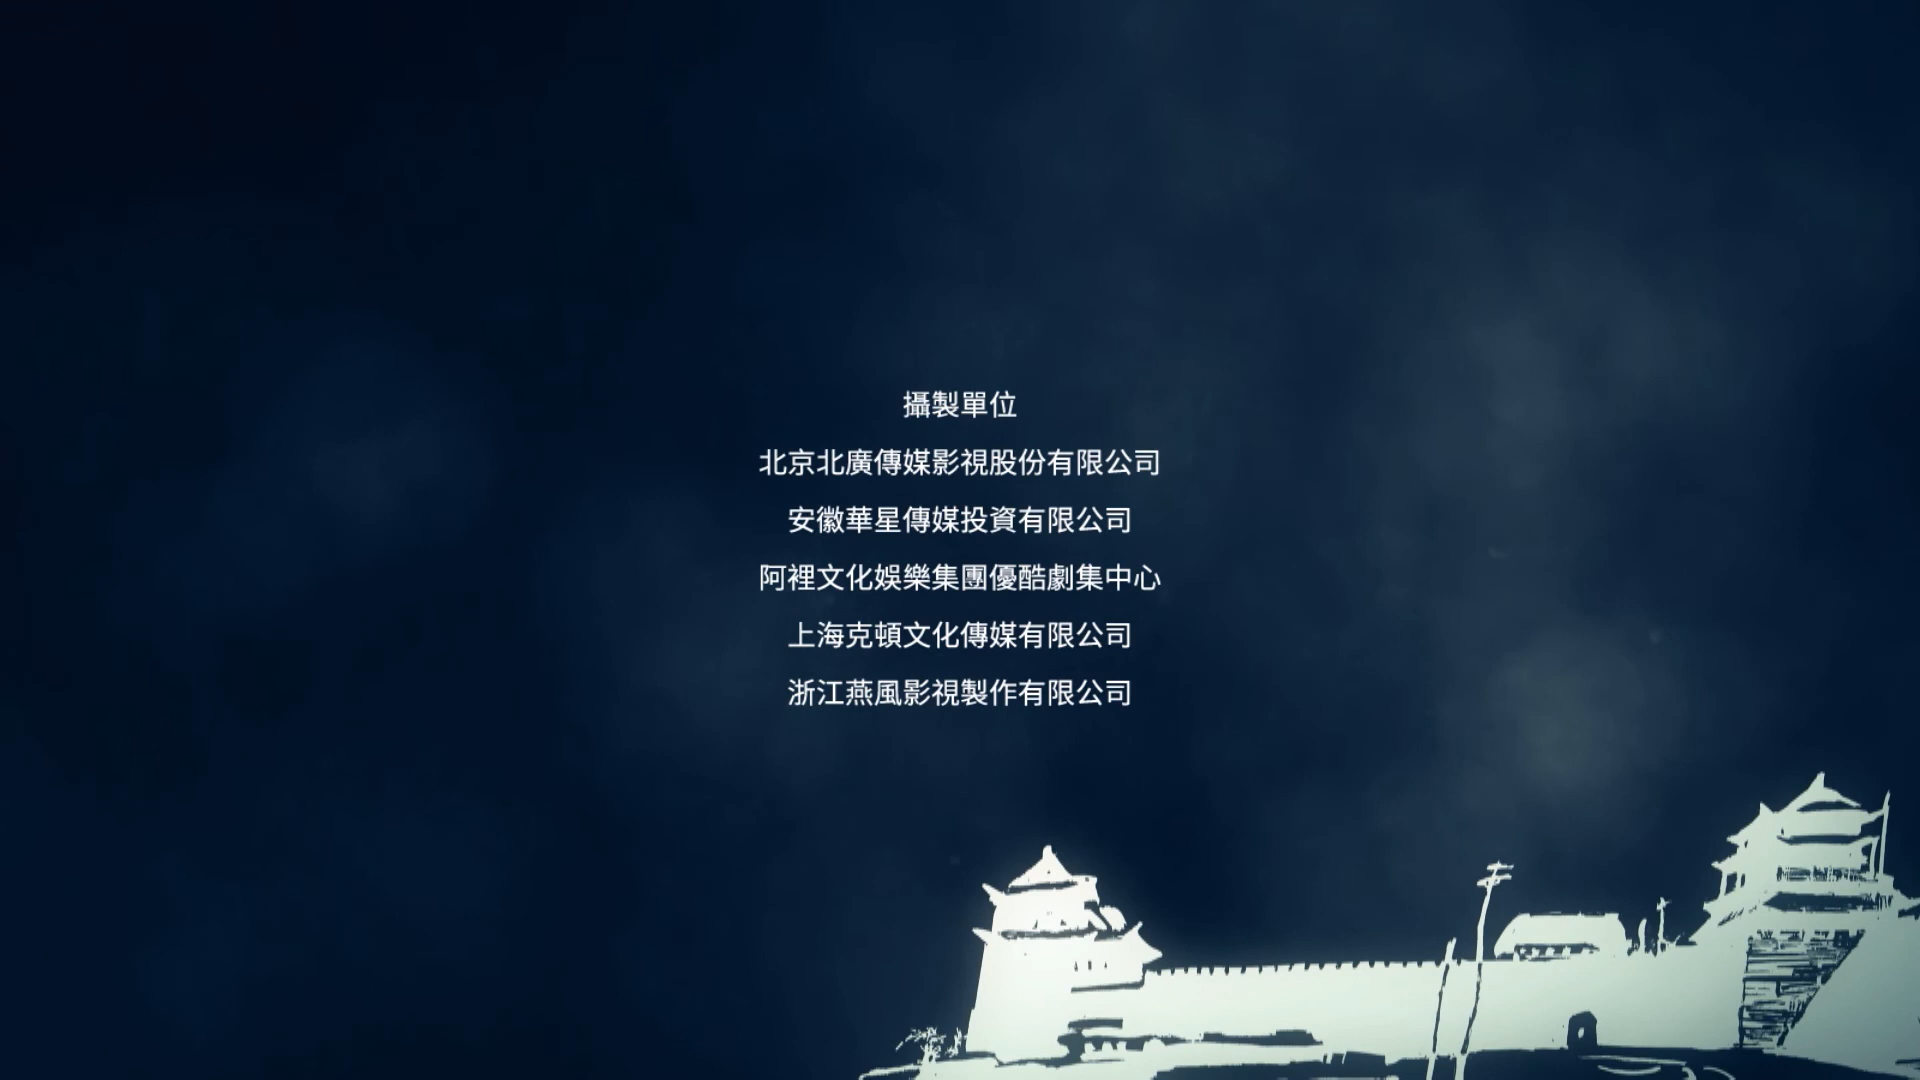 攝製單位
北京北廣傳媒影視股份有限公司
安徽華星傳媒投資有限公司
阿裡文化娛樂集團優酷劇集中心
上海克頓文化傳媒有限公司
浙江燕風影視製作有限公司